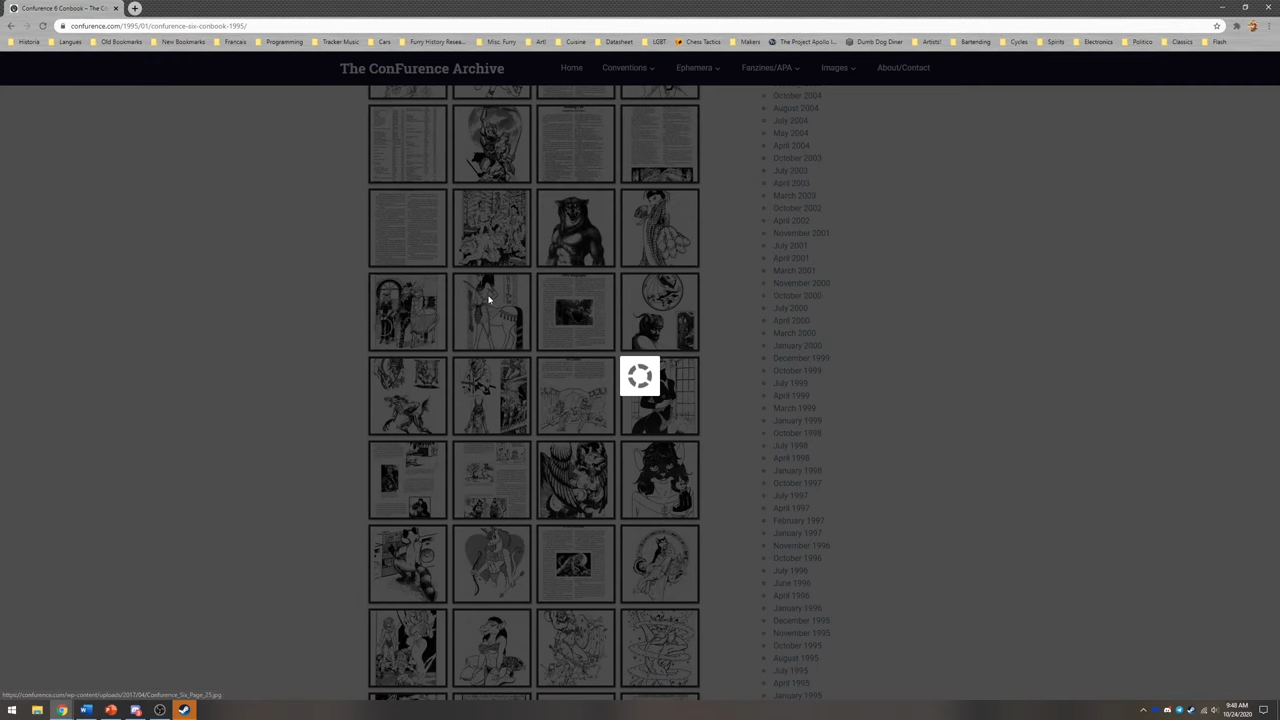 Confurence 6 Conbook – The C
confurence.com/1995/01/confurence-six-conbook-1995/
Historia
Langues
Old Bookmarks
New Bookmarks
Francais
Programming
Tracker Music
Cars
Furry History Resea...
Misc. Furry
Art!
Cuisine
Datasheet
LGBT
Chess Tactics
Makers
The Project Apollo I...
Dumb Dog Diner
Artists!
Bartending
Cycles
Spirits
Electronics
Politico
Classics
Flash
The ConFurence Archive
Home
Conventions
Ephemera
Fanzines/APA
Images
About/Contact
October 2004
August 2004
July 2004
May 2004
April 2004
October 2003
July 2003
April 2003
March 2003
October 2002
April 2002
November 2001
July 2001
April 2001
March 2001
November 2000
October 2000
July 2000
April 2000
March 2000
January 2000
December 1999
October 1999
July 1999
April 1999
March 1999
January 1999
October 1998
July 1998
April 1998
January 1998
October 1997
July 1997
April 1997
February 1997
January 1997
November 1996
October 1996
July 1996
June 1996
April 1996
January 1996
December 1995
November 1995
October 1995
August 1995
July 1995
April 1995
January 1995
https://confurence.com/wp-content/uploads/2017/04/Confurence_Six_Page_25.jpg
9:48 AM
10/24/2020